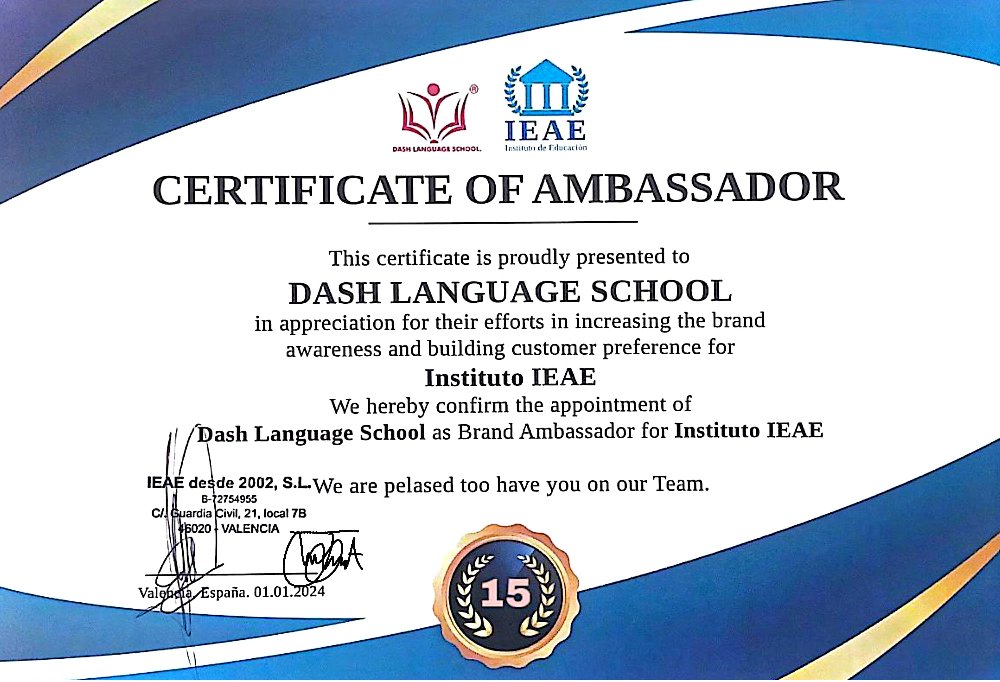 DASH LANGUAGE SCHOOL.
®
IEAE
Instituto de Educación
CERTIFICATE OF AMBASSADOR
This certificate is proudly presented to
DASH LANGUAGE SCHOOL
in appreciation for their efforts in increasing the brand
awareness and building customer preference for
Instituto IEAE
We hereby confirm the appointment of
Dash Language School as Brand Ambassador for Instituto IEAE
We are pelased too have you on our Team.
IEAE desde 2002, S.L.
B-72754955
C/. Guardia Civil, 21, local 7B
46020 - VALENCIA
Valencia, España. 01.01.2024
15